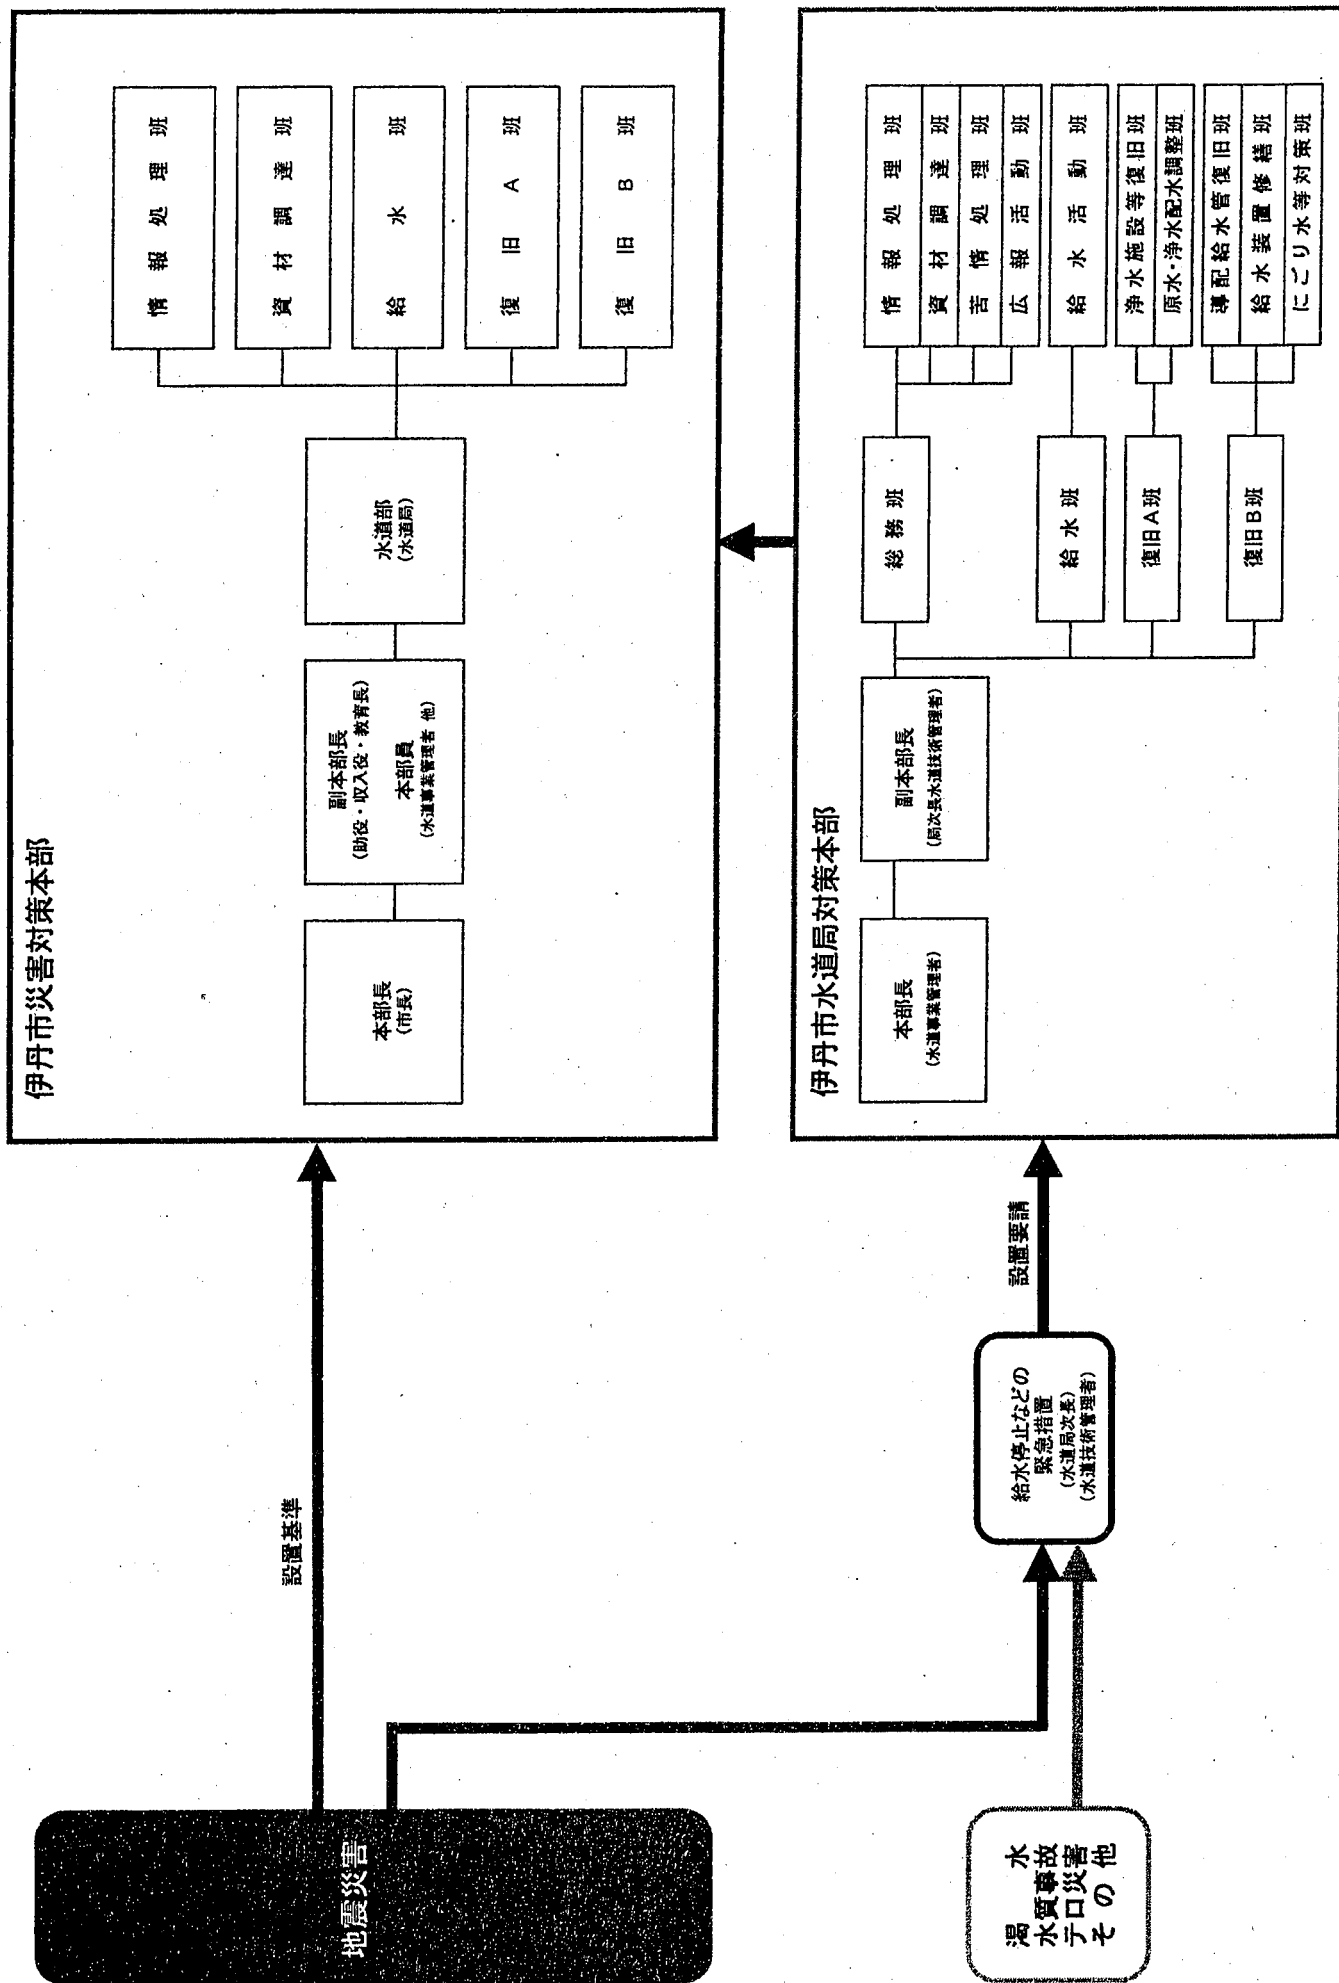 地震災害
渇水
水質事故
テロ災害
その他
設置基準
給水停止などの
緊急措置
(水道局次長)
(水道技術管理者)
設置要請
伊丹市災害対策本部
本部長
(市長)
副本部長
(助役・収入役・教育長)
本部員
(水道事業管理者 他)
水道部
(水道局)
情報処理班
資材調達班
給水班
復旧A班
復旧B班
伊丹市水道局対策本部
本部長
(水道事業管理者)
副本部長
(局次長水道技術管理者)
総務班
給水班
復旧A班
復旧B班
情報処理班
資材調達班
苦情処理班
広報活動班
給水活動班
浄水施設等復旧班
原水・浄水配水調整班
導配給水管復旧班
給水装置修繕班
にごり水等対策班